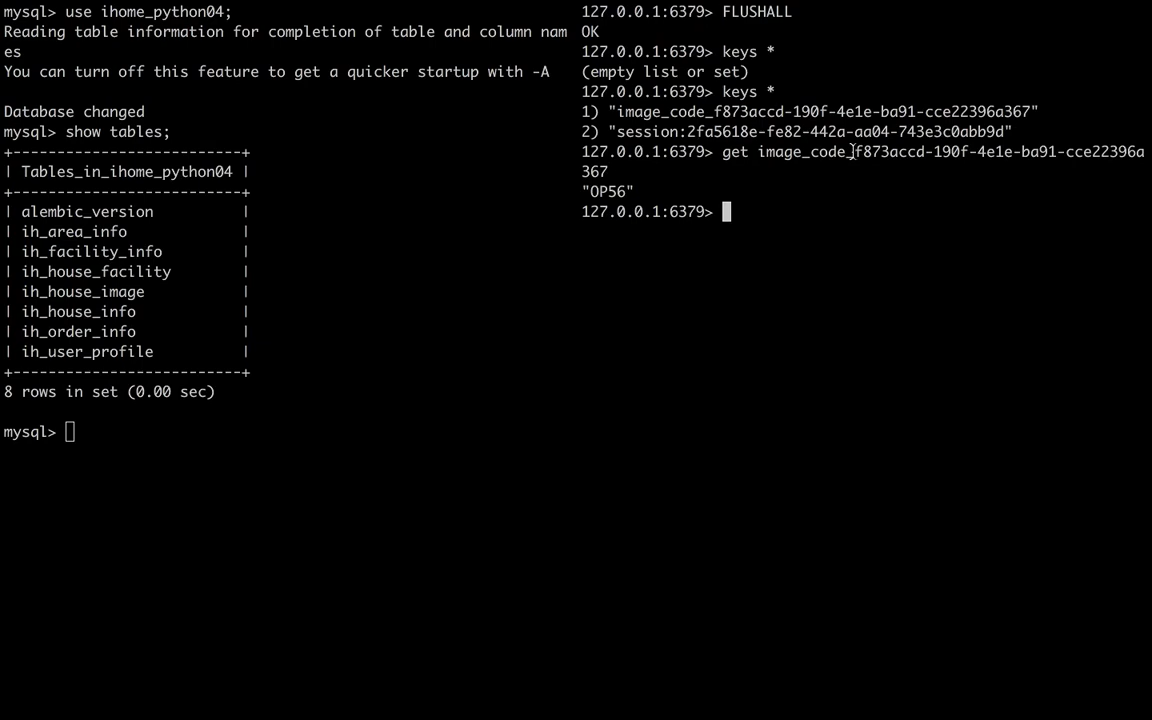 mysql> use ihome_python04;
Reading table information for completion of table and column nam
es
You can turn off this feature to get a quicker startup with -A
Database changed
mysql> show tables;
+--------------------------+
| Tables_in_ihome_python04 |
+--------------------------+
| alembic_version |
| ih_area_info |
| ih_facility_info |
| ih_house_facility |
| ih_house_image |
| ih_house_info |
| ih_order_info |
| ih_user_profile |
+--------------------------+
8 rows in set (0.00 sec)
mysql>
127.0.0.1:6379> FLUSHALL
OK
127.0.0.1:6379> keys *
(empty list or set)
127.0.0.1:6379> keys *
1) "image_code_f873accd-190f-4e1e-ba91-cce22396a367"
2) "session:2fa5618e-fe82-442a-aa04-743e3c0abb9d"
127.0.0.1:6379> get image_code_f873accd-190f-4e1e-ba91-cce22396a
367
"OP56"
127.0.0.1:6379>